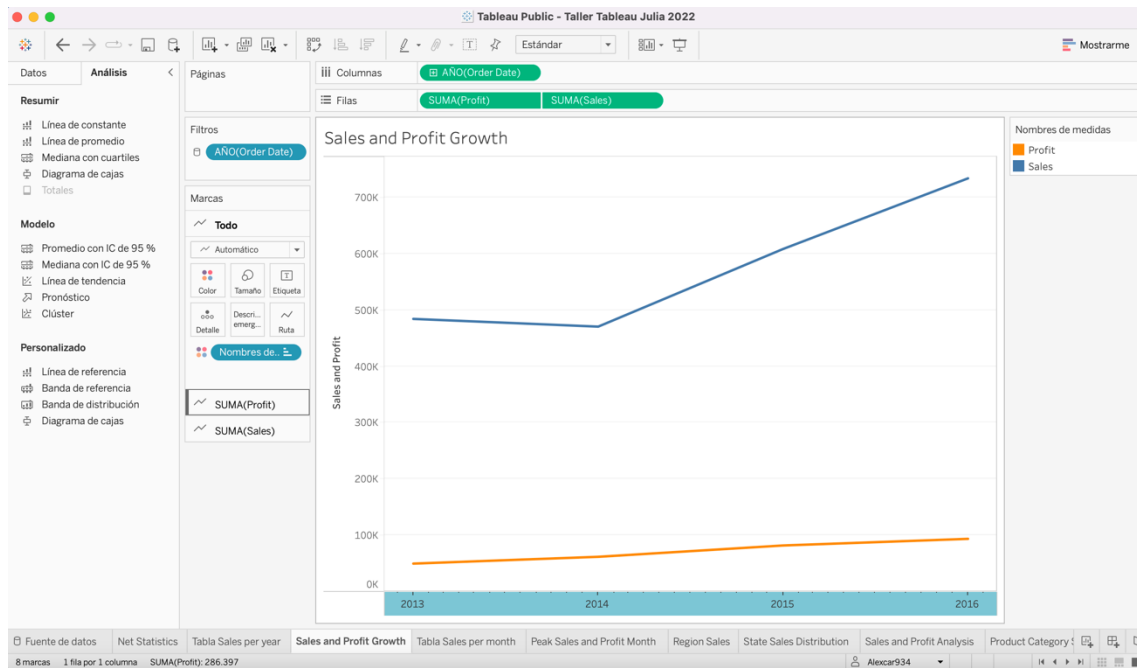 Tableau Public - Taller Tableau Julia 2022
Estándar
Mostrarme
Datos
Análisis
Resumir
Línea de constante
Línea de promedio
Mediana con cuartiles
Diagrama de cajas
Totales
Modelo
Promedio con IC de 95 %
Mediana con IC de 95 %
Línea de tendencia
Pronóstico
Clúster
Personalizado
Línea de referencia
Banda de referencia
Banda de distribución
Diagrama de cajas
Páginas
Filtros
AÑO(Order Date)
Marcas
Todo
Automático
Color
Tamaño
Etiqueta
Detalle
Descri...
emerg...
Ruta
Nombres de..
SUMA(Profit)
SUMA(Sales)
Columnas
AÑO(Order Date)
Filas
SUMA(Profit)
SUMA(Sales)
Sales and Profit Growth
Sales and Profit
700K
600K
500K
400K
300K
200K
100K
0K
2013
2014
2015
2016
Nombres de medidas
Profit
Sales
Fuente de datos
Net Statistics
Tabla Sales per year
Sales and Profit Growth
Tabla Sales per month
Peak Sales and Profit Month
Region Sales
State Sales Distribution
Sales and Profit Analysis
Product Category
8 marcas
1 fila por 1 columna
SUMA(Profit): 286.397
Alexcar934